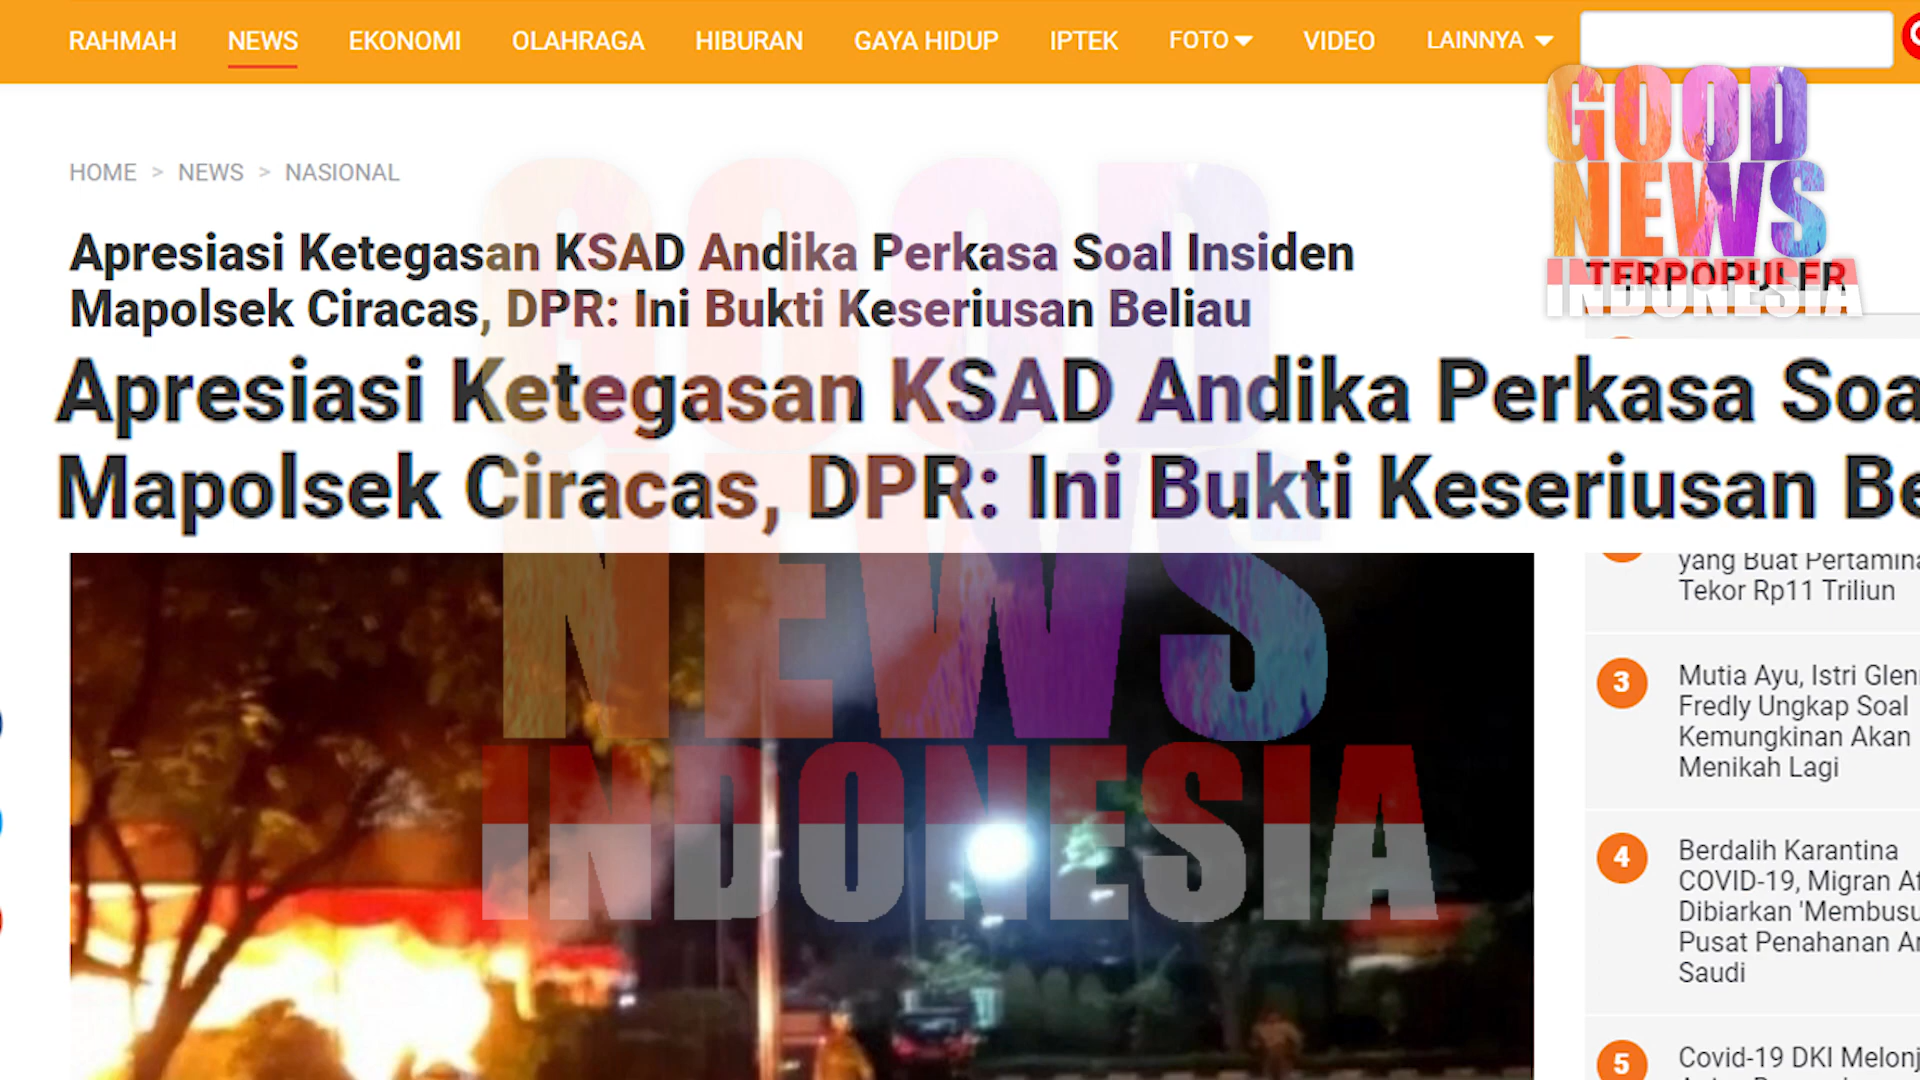 RAHMAH NEWS EKONOMI OLAHRAGA HIBURAN GAYA HIDUP IPTEK FOTO VIDEO LAINNYA
GOOD
NEWS
INDONESIA
TERPOPULER
HOME > NEWS > NASIONAL
Apresiasi Ketegasan KSAD Andika Perkasa Soal Insiden
Mapolsek Ciracas, DPR: Ini Bukti Keseriusan Beliau
Apresiasi Ketegasan KSAD Andika Perkasa Soa
Mapolsek Ciracas, DPR: Ini Bukti Keseriusan Be
GOOD
NEWS
INDONESIA
yang Buat Pertamina
Tekor Rp11 Triliun
3
Mutia Ayu, Istri Glenn
Fredly Ungkap Soal
Kemungkinan Akan
Menikah Lagi
4
Berdalih Karantina
COVID-19, Migran Af
Dibiarkan 'Membusu
Pusat Penahanan Ar
Saudi
5
Covid-19 DKI Melonj